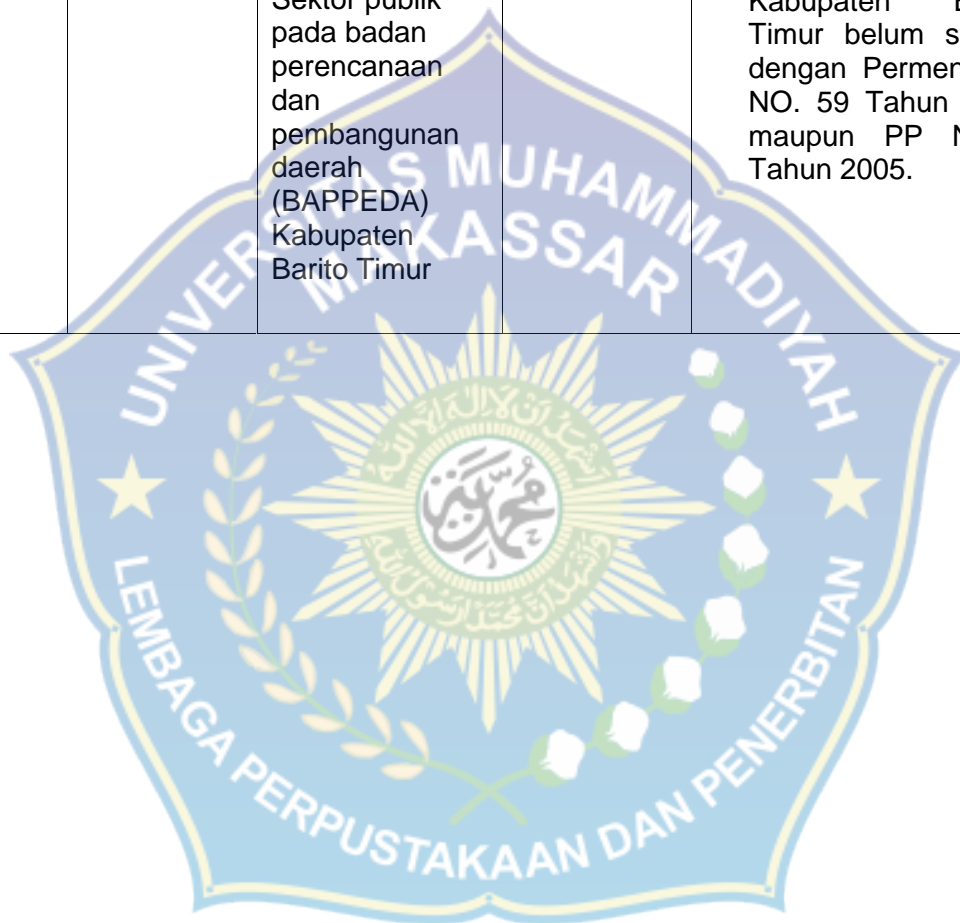 Sektor publik
pada badan
perencanaan
dan
pembangunan
daerah
(BAPPEDA)
Kabupaten
Barito Timur
Kabupaten
Timur belum
dengan
NO. 59 Tahun
maupun PP
Tahun 2005.
UNIVERSITAS MUHAMMADIYAH
MAKASSAR
LEMBAGA PERPUSTAKAAN DAN PENERBITAN
محمد